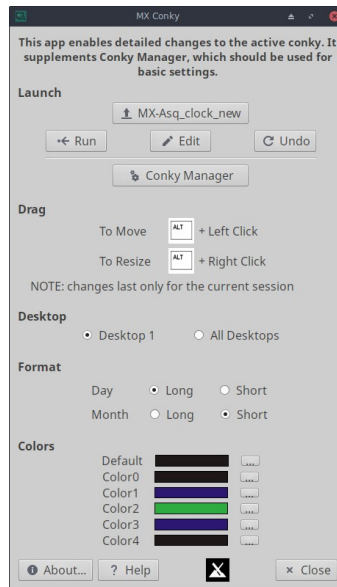 MX Conky
This app enables detailed changes to the active conky. It
supplements Conky Manager, which should be used for
basic settings.
Launch
MX-Asq_clock_new
Run Edit Undo
Conky Manager
Drag
To Move ALT + Left Click
To Resize ALT + Right Click
NOTE: changes last only for the current session
Desktop
Desktop 1 All Desktops
Format
Day Long Short
Month Long Short
Colors
Default ...
Color0 ...
Color1 ...
Color2 ...
Color3 ...
Color4 ...
About... ? Help × Close